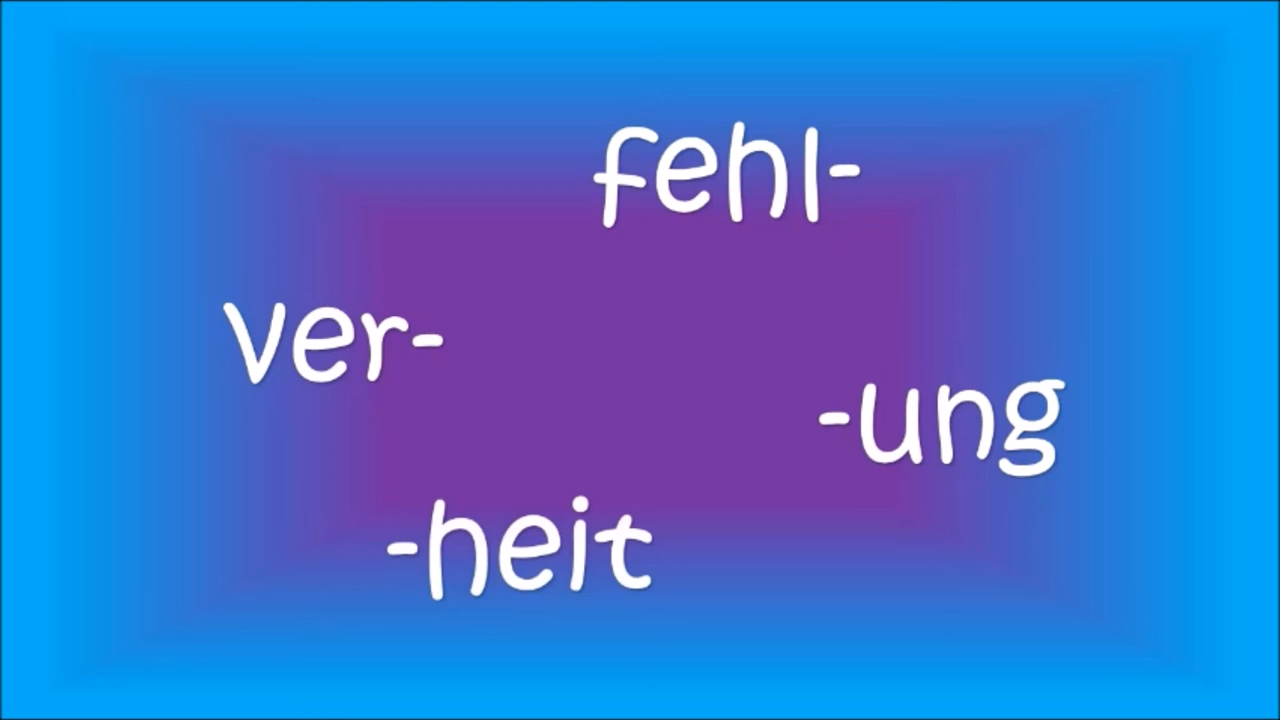 fehl-
ver-
-ung
-heit